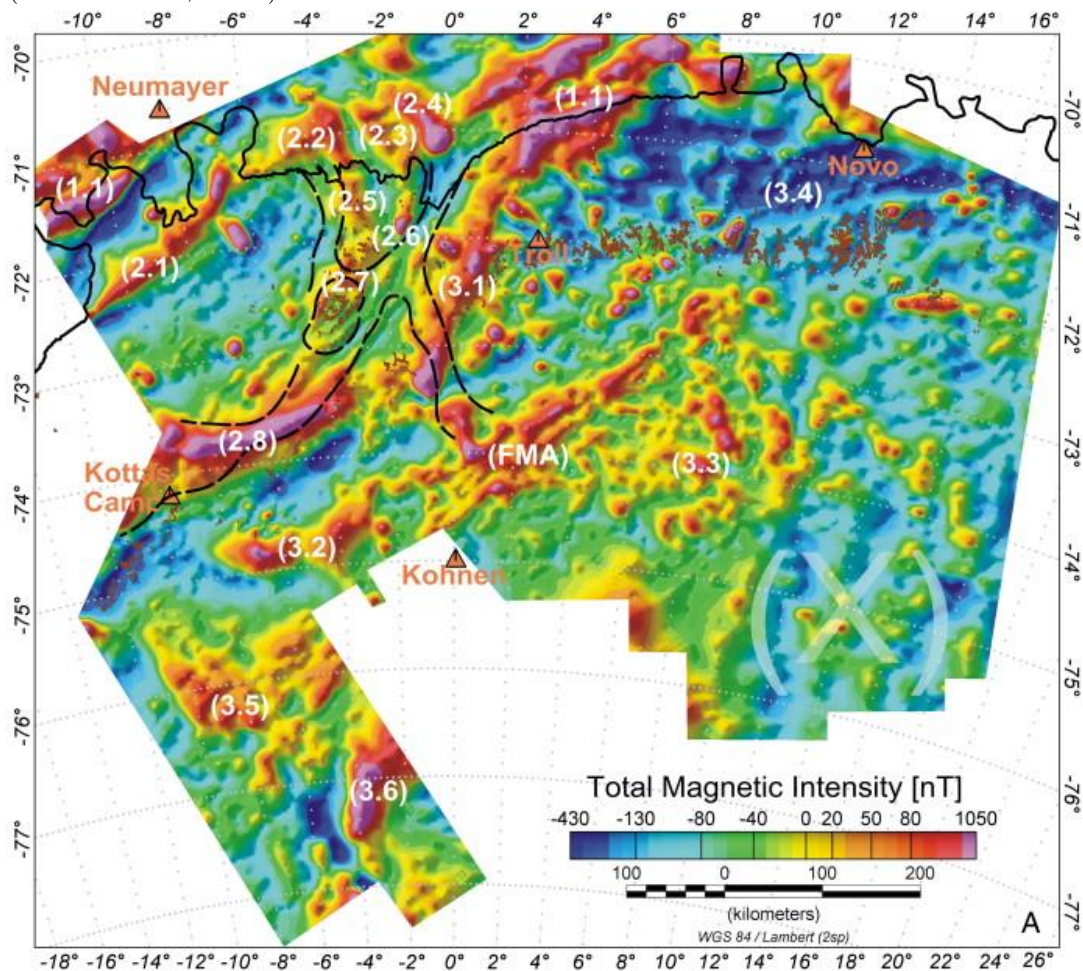 -10° -8° -6° -4° -2° 0° 2° 4° 6° 8° 10° 12° 14° 16°
-70°
-71°
-72°
-73°
-74°
-75°
-76°
-77°
Neumayer
(2.4)
(1.1)
(2.2)
(2.3)
Novo
(1.1)
(3.4)
(2.5)
(2.6)
Troll
(2.1)
(2.7)
(3.1)
(2.8)
(FMA)
(3.3)
Kottas
Camp
(3.2)
Kohnen
(X)
(3.5)
(3.6)
-70°
-71°
-72°
-73°
-74°
-75°
-76°
-77°
Total Magnetic Intensity [nT]
-430 -130 -80 -40 0 20 50 80 1050
100 0 100 200
(kilometers)
WGS 84 / Lambert (2sp)
A
-18° -16° -14° -12° -10° -8° -6° -4° -2° 0° 2° 4° 6° 8° 10° 12° 14° 16° 18° 20° 22° 24° 26°